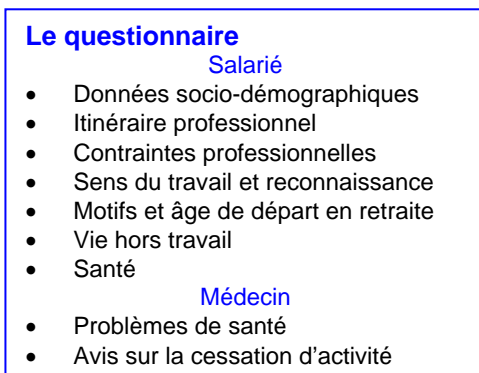 Le questionnaire
Salarié
• Données socio-démographiques
• Itinéraire professionnel
• Contraintes professionnelles
• Sens du travail et reconnaissance
• Motifs et âge de départ en retraite
• Vie hors travail
• Santé
Médecin
• Problèmes de santé
• Avis sur la cessation d'activité